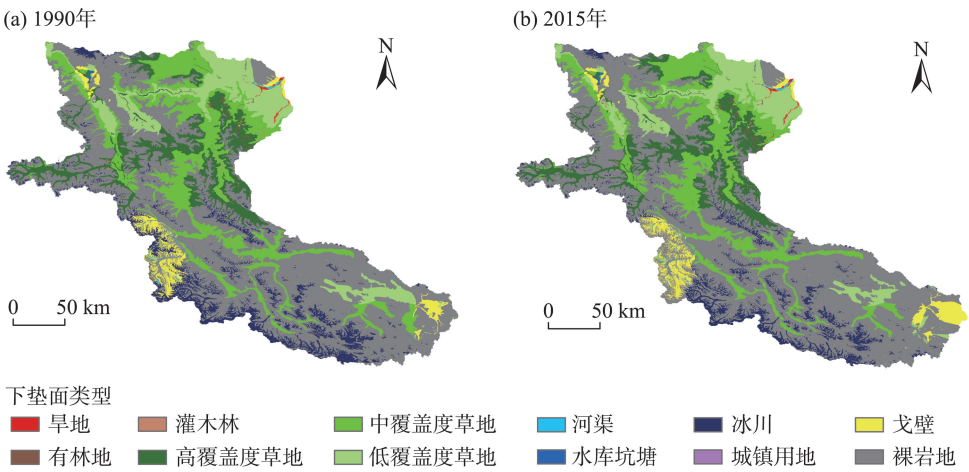 (a) 1990年
(b) 2015年
N
N
0 50 km
0 50 km
下垫面类型
旱地 灌木林 中覆盖度草地 河渠 冰川 戈壁
有林地 高覆盖度草地 低覆盖度草地 水库坑塘 城镇用地 裸岩地